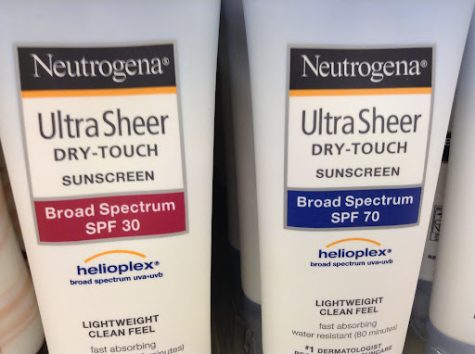 Neutrogena®
Ultra Sheer
DRY-TOUCH
SUNSCREEN
Broad Spectrum
SPF 30
helioplex®
broad spectrum uva-uvb
LIGHTWEIGHT
CLEAN FEEL
fast absorbing
Neutrogena®
Ultra Sheer
DRY-TOUCH
SUNSCREEN
Broad Spectrum
SPF 70
helioplex®
broad spectrum uva-uvb
LIGHTWEIGHT
CLEAN FEEL
fast absorbing
water resistant (80 minutes)
#1 DERMATOLOGIST